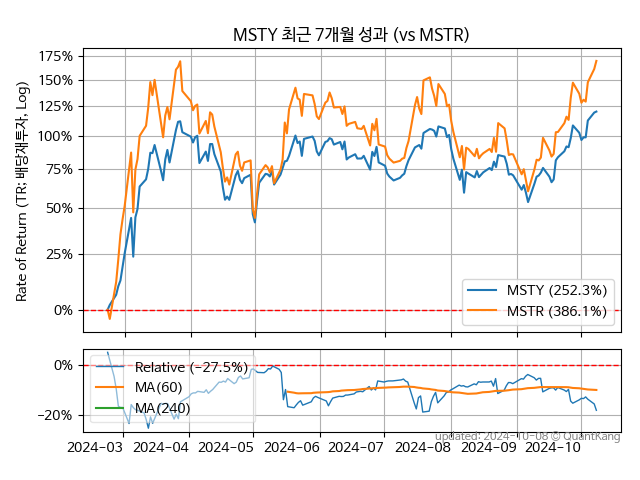 MSTY 최근 7개월 성과 (vs MSTR)
Rate of Return (TR: 배당재투자, Log)
175%
150%
125%
100%
75%
50%
25%
0%
MSTY (252.3%)
MSTR (386.1%)
0%
−20%
Relative (−27.5%)
MA(60)
MA(240)
2024-03 2024-04 2024-05 2024-06 2024-07 2024-08 2024-09 2024-10
updated: 2024-10-08 © QuantKang